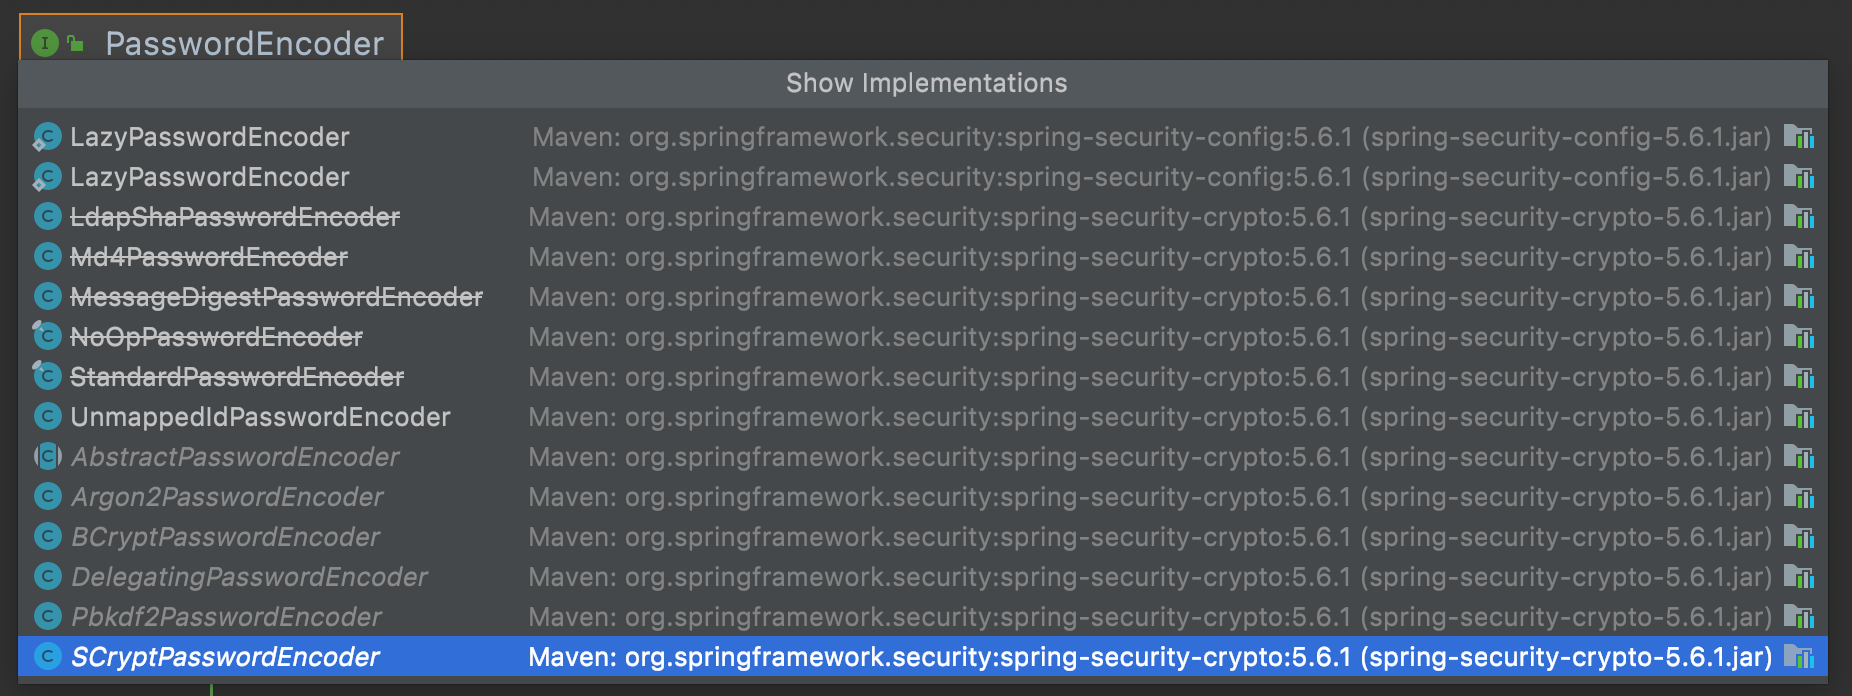 PasswordEncoder
Show Implementations
LazyPasswordEncoder Maven: org.springframework.security:spring-security-config:5.6.1 (spring-security-config-5.6.1.jar)
LazyPasswordEncoder Maven: org.springframework.security:spring-security-config:5.6.1 (spring-security-config-5.6.1.jar)
LdapShaPasswordEncoder Maven: org.springframework.security:spring-security-crypto:5.6.1 (spring-security-crypto-5.6.1.jar)
Md4PasswordEncoder Maven: org.springframework.security:spring-security-crypto:5.6.1 (spring-security-crypto-5.6.1.jar)
MessageDigestPasswordEncoder Maven: org.springframework.security:spring-security-crypto:5.6.1 (spring-security-crypto-5.6.1.jar)
NoOpPasswordEncoder Maven: org.springframework.security:spring-security-crypto:5.6.1 (spring-security-crypto-5.6.1.jar)
StandardPasswordEncoder Maven: org.springframework.security:spring-security-crypto:5.6.1 (spring-security-crypto-5.6.1.jar)
UnmappedIdPasswordEncoder Maven: org.springframework.security:spring-security-crypto:5.6.1 (spring-security-crypto-5.6.1.jar)
AbstractPasswordEncoder Maven: org.springframework.security:spring-security-crypto:5.6.1 (spring-security-crypto-5.6.1.jar)
Argon2PasswordEncoder Maven: org.springframework.security:spring-security-crypto:5.6.1 (spring-security-crypto-5.6.1.jar)
BCryptPasswordEncoder Maven: org.springframework.security:spring-security-crypto:5.6.1 (spring-security-crypto-5.6.1.jar)
DelegatingPasswordEncoder Maven: org.springframework.security:spring-security-crypto:5.6.1 (spring-security-crypto-5.6.1.jar)
Pbkdf2PasswordEncoder Maven: org.springframework.security:spring-security-crypto:5.6.1 (spring-security-crypto-5.6.1.jar)
SCryptPasswordEncoder Maven: org.springframework.security:spring-security-crypto:5.6.1 (spring-security-crypto-5.6.1.jar)